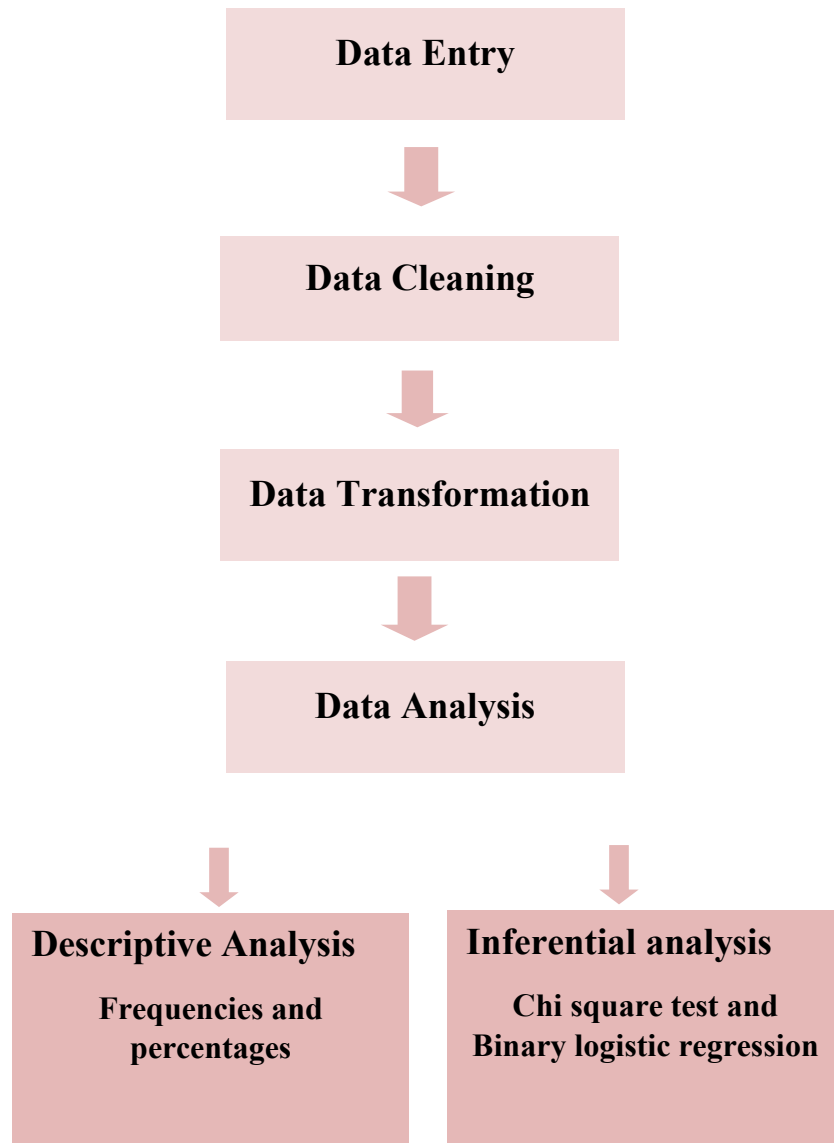 Data Entry
Data Cleaning
Data Transformation
Data Analysis
Descriptive Analysis
Frequencies and
percentages
Inferential analysis
Chi square test and
Binary logistic regression